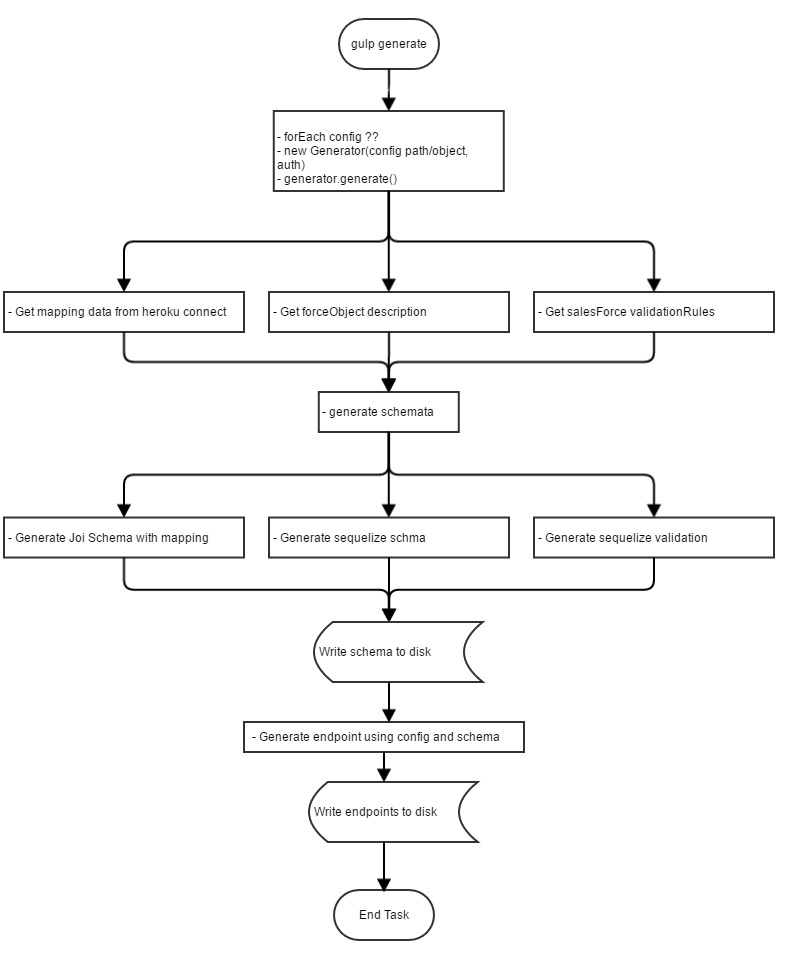 gulp generate
- forEach config ??
- new Generator(config path/object,
auth)
- generator.generate()
- Get mapping data from heroku connect
- Get forceObject description
- Get salesForce validationRules
- generate schemata
- Generate Joi Schema with mapping
- Generate sequelize schma
- Generate sequelize validation
Write schema to disk
- Generate endpoint using config and schema
Write endpoints to disk
End Task